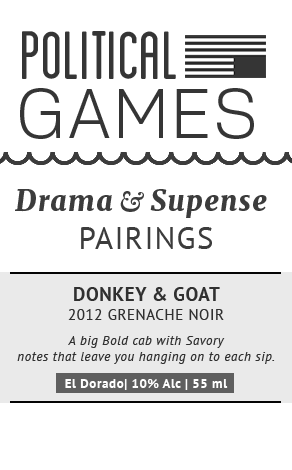 POLITICAL
GAMES
Drama & Supense
PAIRINGS
DONKEY & GOAT
2012 GRENACHE NOIR
A big Bold cab with Savory
notes that leave you hanging on to each sip.
El Dorado| 10% Alc | 55 ml